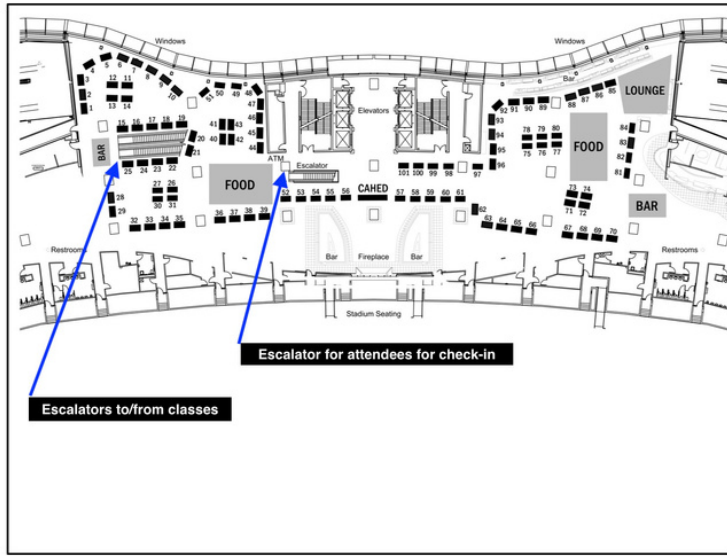 Windows
Windows
4 5 6 7 8 9 10
3
2
1
12 11
13 14
51 50 49 48
47
46
45
44
41 43
40 42
15 16 17 18 19
20
21
25 24 23 22
27 26
30 31
28
29
32 33 34 35
BAR
FOOD
36 37 38 39
ATM
Escalator
Elevators
52 53 54 55 56
CAHED
57 58 59 60 61
101 100 99 98 97
Bar
88 87 86 85
LOUNGE
92 91 90 89
93
94
95
96
78 79 80
75 76 77
FOOD
84
83
82
81
73 74
71 72
BAR
62
63 64 65 66
67 68 69 70
Restrooms
Restrooms
Bar
Fireplace
Bar
Stadium Seating
Escalator for attendees for check-in
Escalators to/from classes